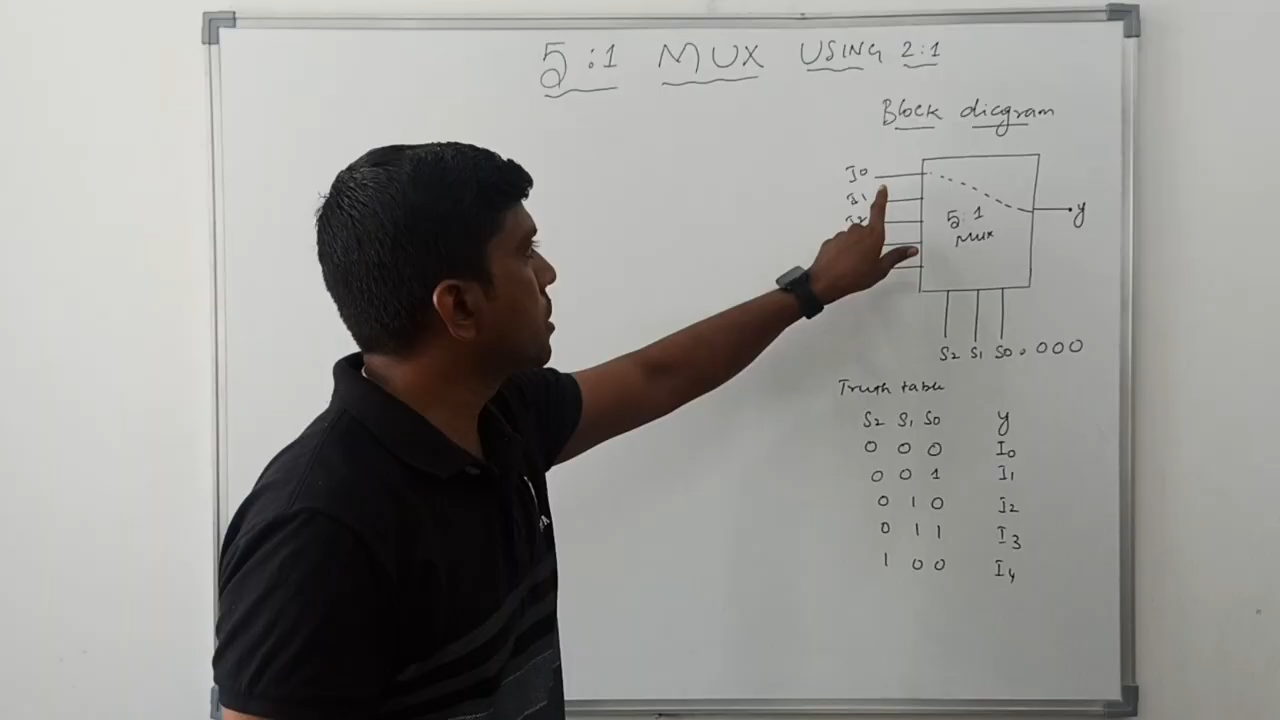 5:1 MUX USING 2:1
Block diagram
I0
I1
I2
5:1
MUX
y
S2 S1 S0 . 000
Truth table
S2 S1 S0 y
0 0 0 I0
0 0 1 I1
0 1 0 I2
0 1 1 I3
1 0 0 I4